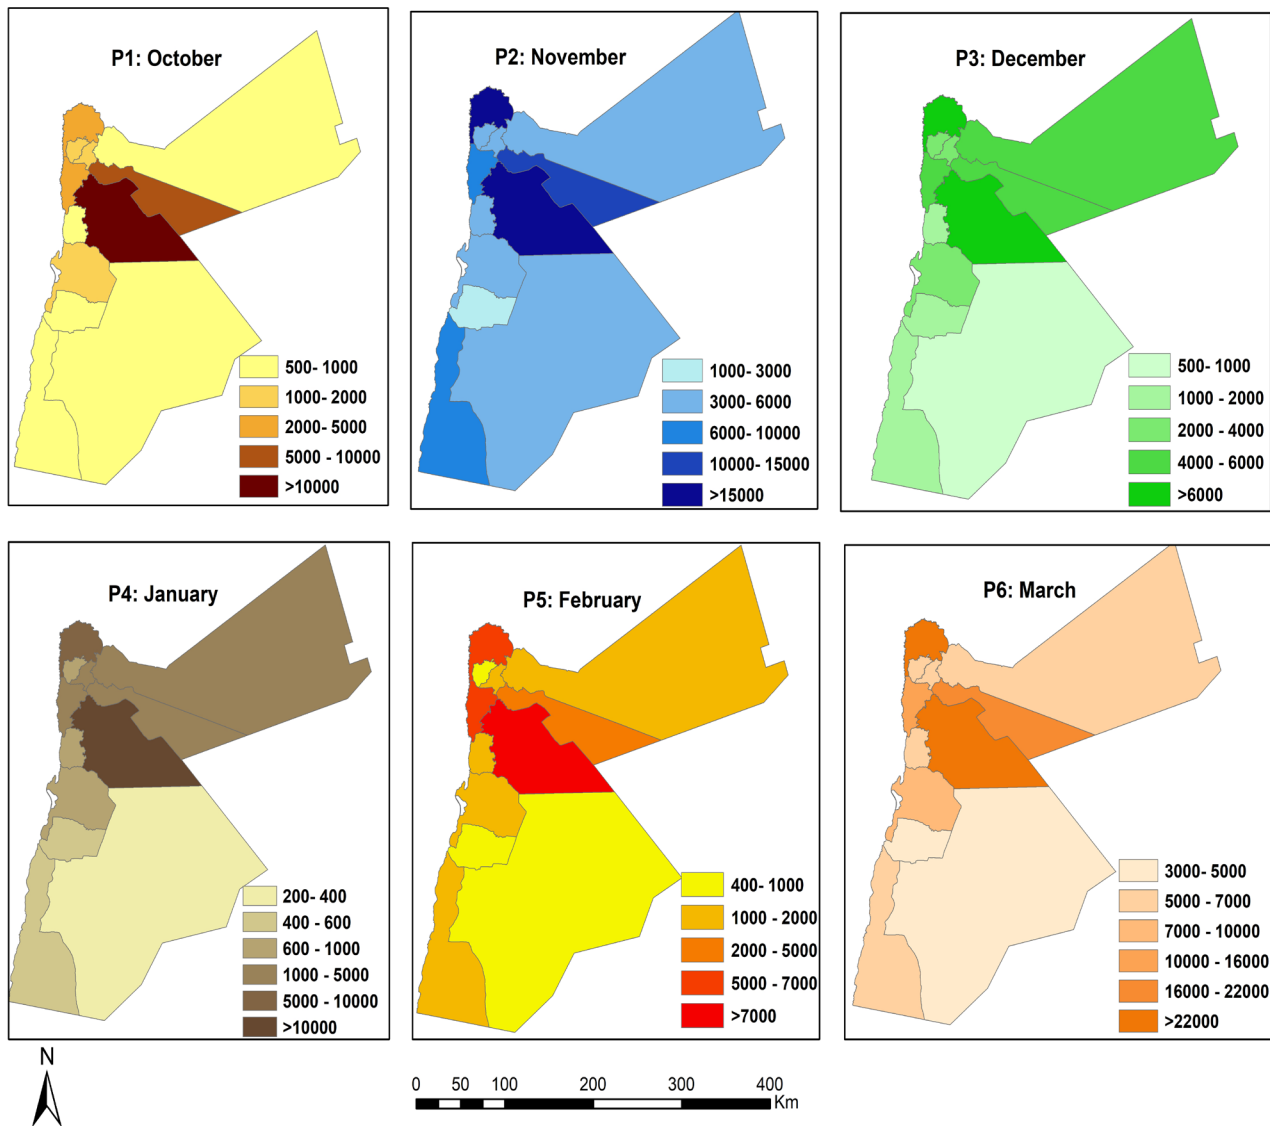 P1: October
500- 1000
1000- 2000
2000- 5000
5000 - 10000
>10000
P2: November
1000- 3000
3000- 6000
6000- 10000
10000- 15000
>15000
P3: December
500- 1000
1000 - 2000
2000 - 4000
4000 - 6000
>6000
P4: January
200- 400
400 - 600
600 - 1000
1000 - 5000
5000 - 10000
>10000
P5: February
400- 1000
1000 - 2000
2000 - 5000
5000 - 7000
>7000
P6: March
3000- 5000
5000 - 7000
7000 - 10000
10000 - 16000
16000 - 22000
>22000
N
0 50 100 200 300 400
Km